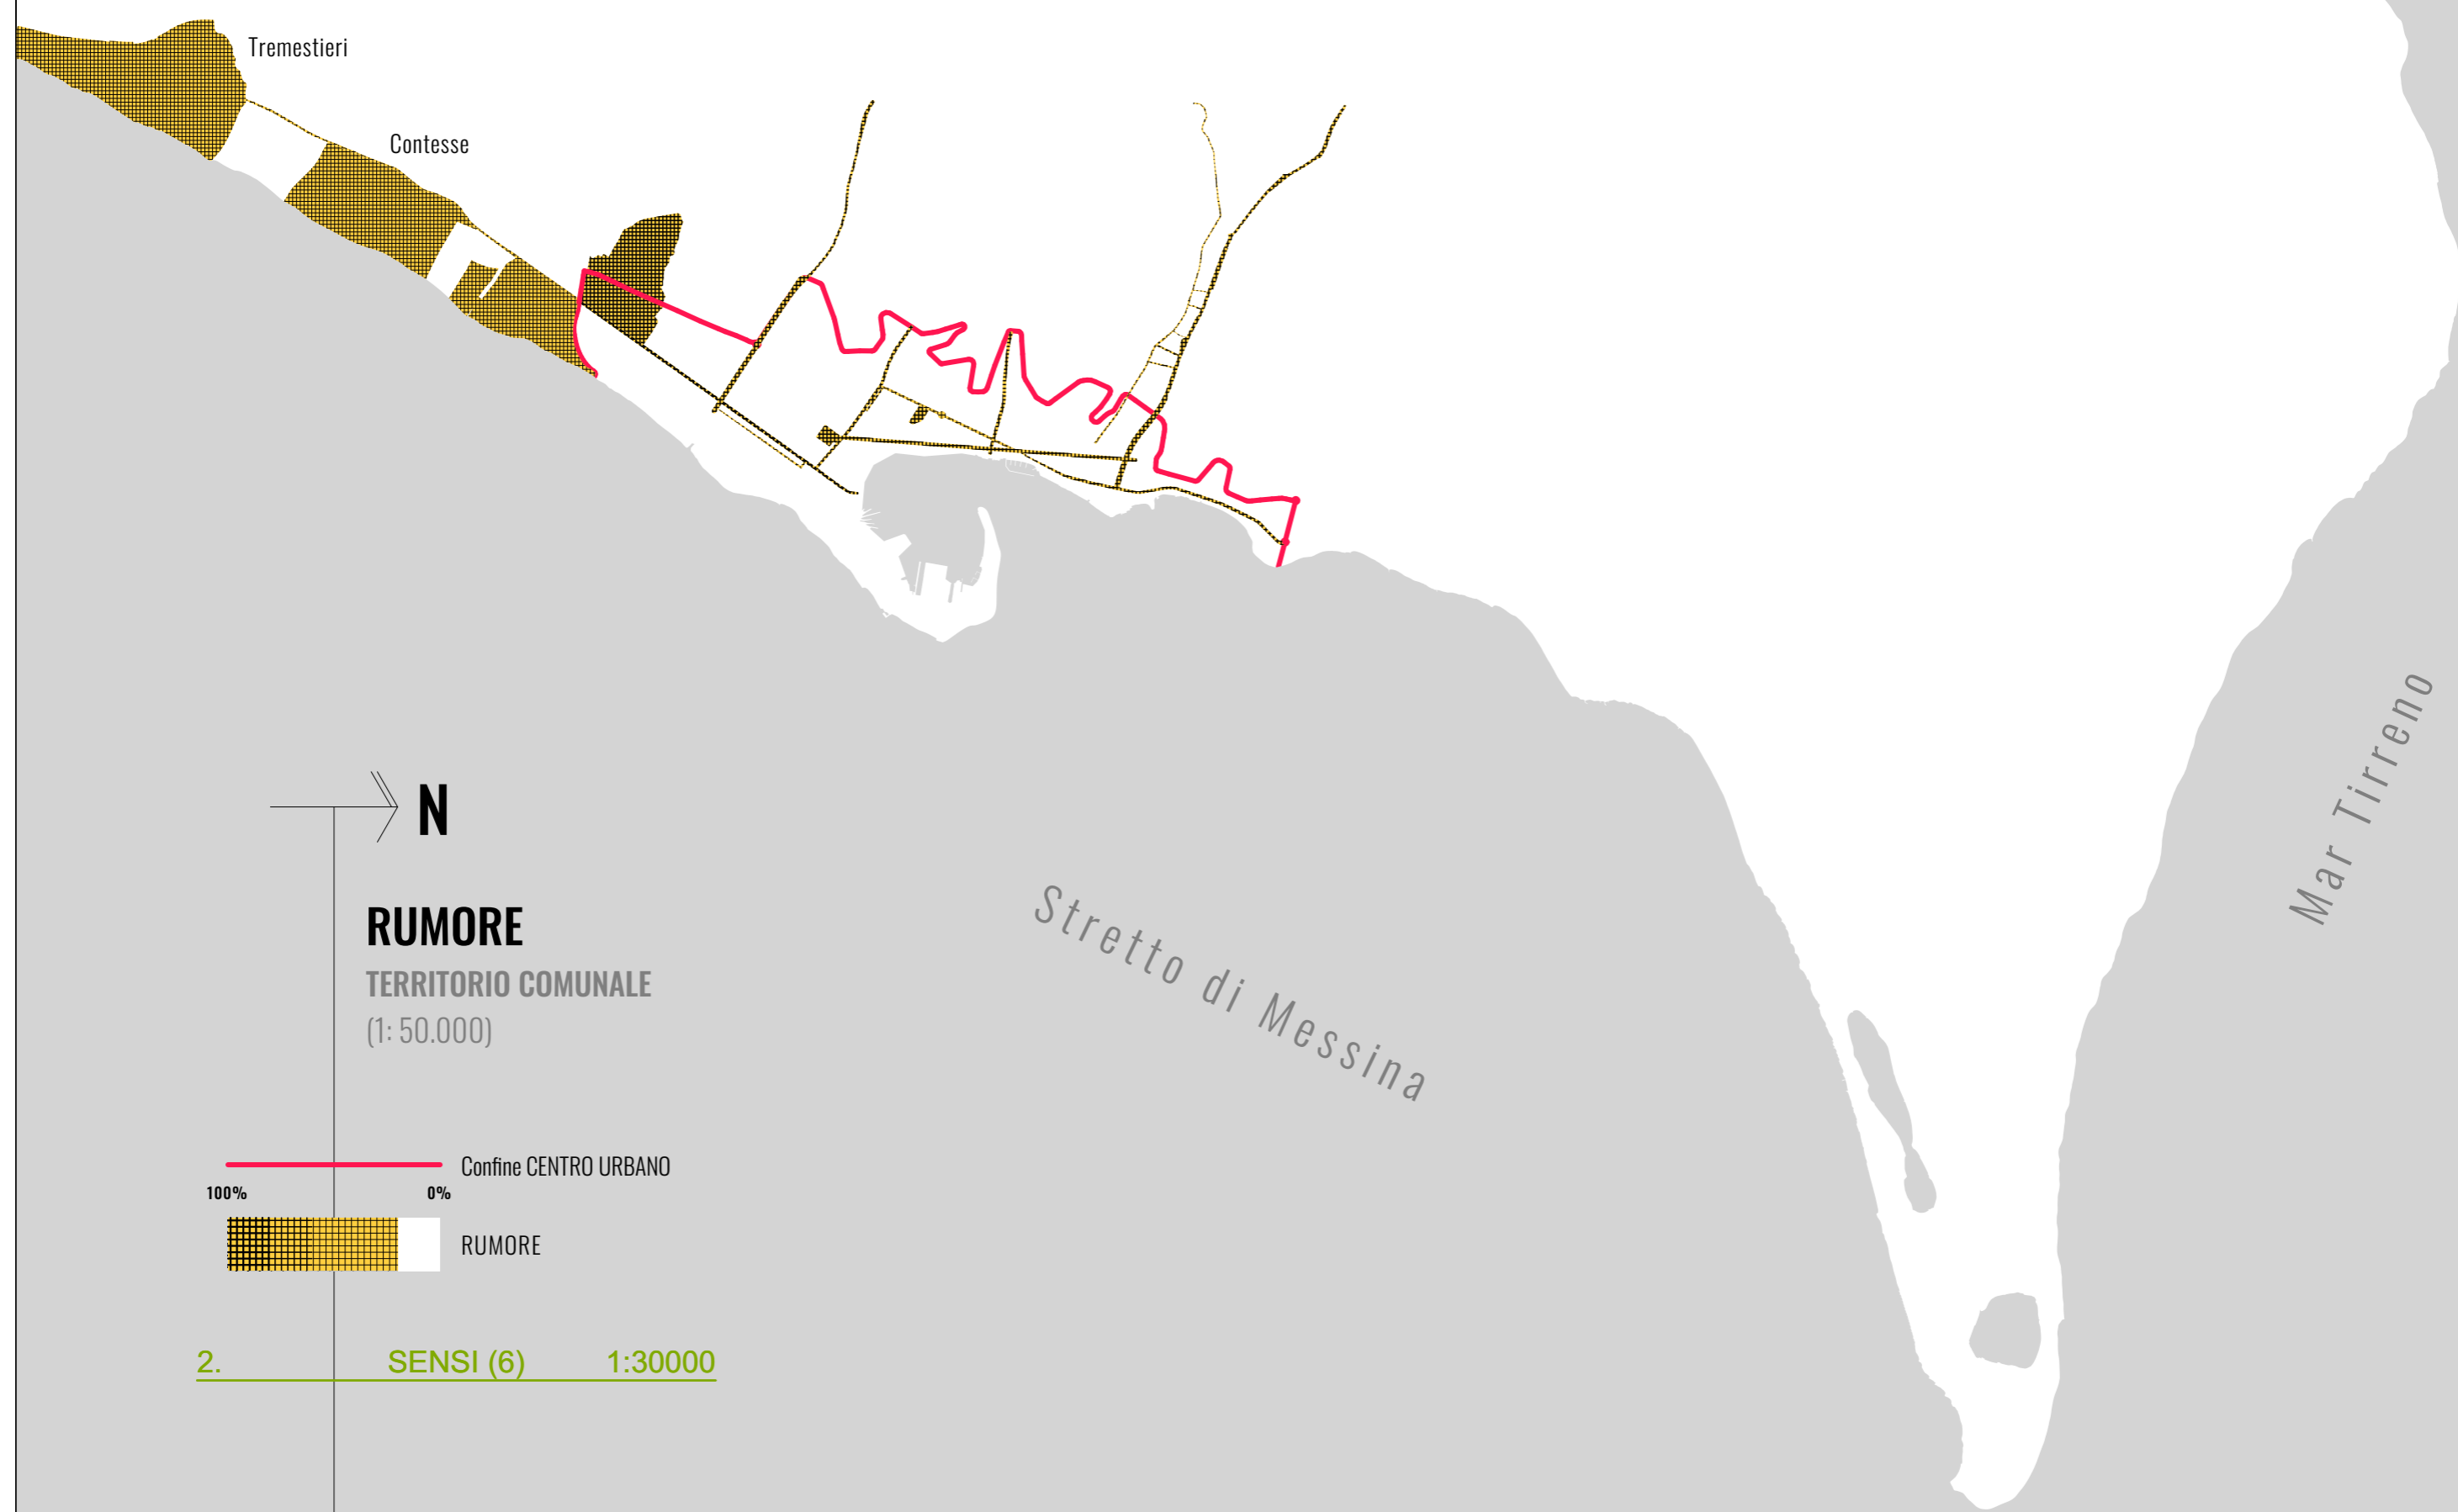 Tremestieri
Contesse
N
RUMORE
TERRITORIO COMUNALE
(1: 50.000)
Stretto di Messina
Mar Tirreno
Confine CENTRO URBANO
100% 0%
RUMORE
2. SENSI (6) 1:30000